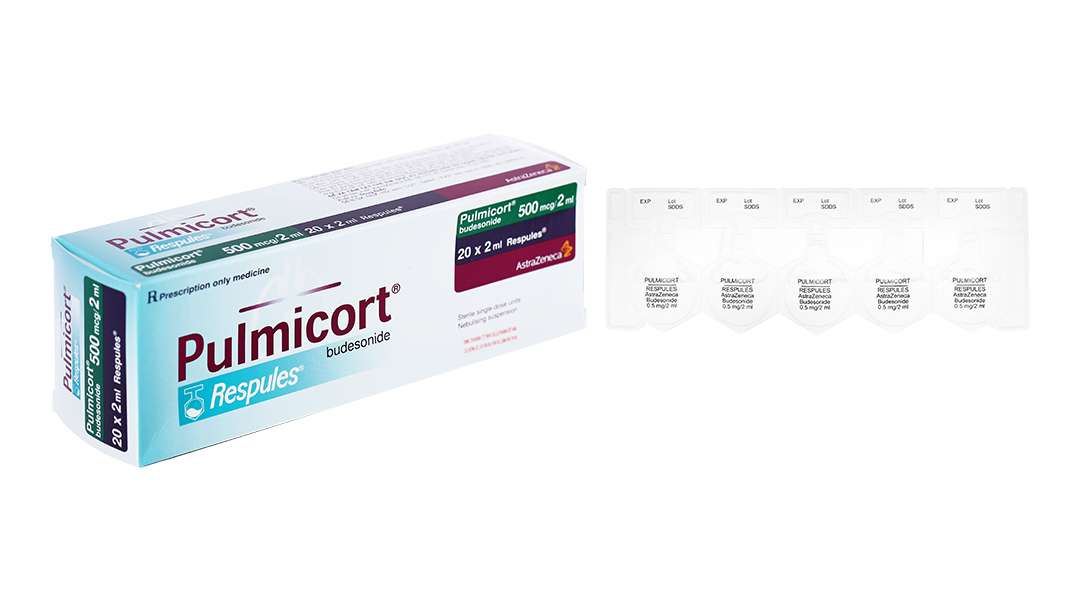 AstraZeneca
Pulmicort®
Respules®
Pulmicort® 500 mcg/2 ml 20 x 2 ml Respules®
budesonide
Rx Prescription only medicine
Pulmicort®
budesonide
Respules®
Pulmicort® 500 mcg/2 ml
budesonide
20 x 2 ml Respules®
AstraZeneca
Sterile single-dose units
Nebulising suspension
Pulmicort®
Respules
Pulmicort® 500 mcg/2 ml
budesonide
20 x 2 ml Respules®
EXP Lot
SDDS
EXP Lot
SDDS
EXP Lot
SDDS
EXP Lot
SDDS
EXP Lot
SDDS
PULMICORT
RESPULES
AstraZeneca
Budesonide
0.5 mg/2 ml
PULMICORT
RESPULES
AstraZeneca
Budesonide
0.5 mg/2 ml
PULMICORT
RESPULES
AstraZeneca
Budesonide
0.5 mg/2 ml
PULMICORT
RESPULES
AstraZeneca
Budesonide
0.5 mg/2 ml
PULMICORT
RESPULES
AstraZeneca
Budesonide
0.5 mg/2 ml